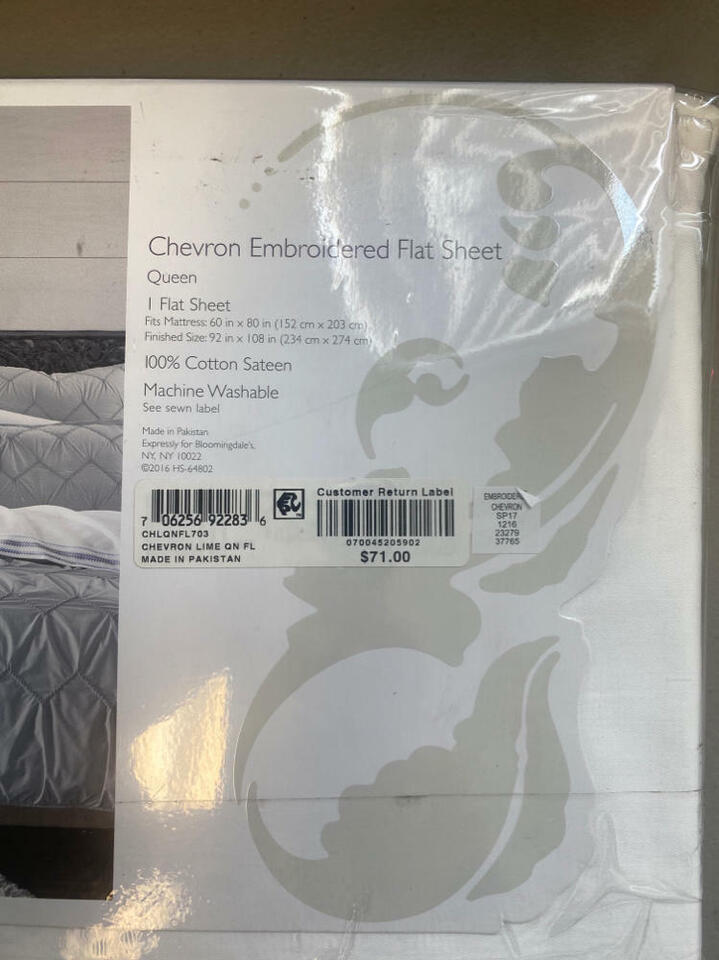 Chevron Embroidered Flat Sheet
Queen
1 Flat Sheet
Fits Mattress: 60 in x 80 in (152 cm x 203 cm)
Finished Size: 92 in x 108 in (234 cm x 274 cm)
100% Cotton Sateen
Machine Washable
See sewn label
Made in Pakistan
Expressly for Bloomingdale's,
NY, NY 10022
©2016 HS-64802
7 06256 92283 6
CHLQNFL703
CHEVRON LIME QN FL
MADE IN PAKISTAN
Customer Return Label
070045205902
$71.00
CHEVRON
SP17
1216
23279
37765